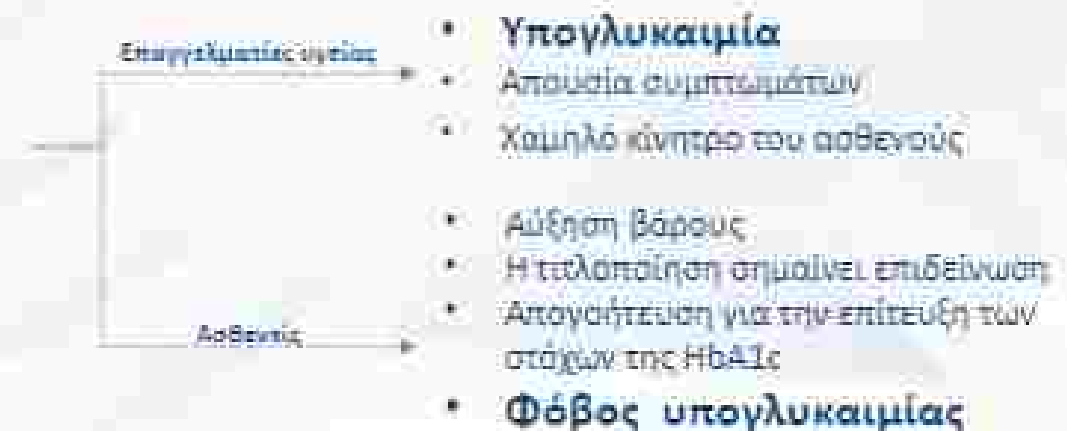 Επαγγελματίες υγείας
• Υπογλυκαιμία
• Απουσία συμπτωμάτων
• Χαμηλό κίνητρο του ασθενούς
Ασθενείς
• Αύξηση βάρους
• Η τιτλοποίηση σημαίνει επιδείνωση
• Απογοήτευση για την επίτευξη των
στόχων της HbA1c
• Φόβος υπογλυκαιμίας